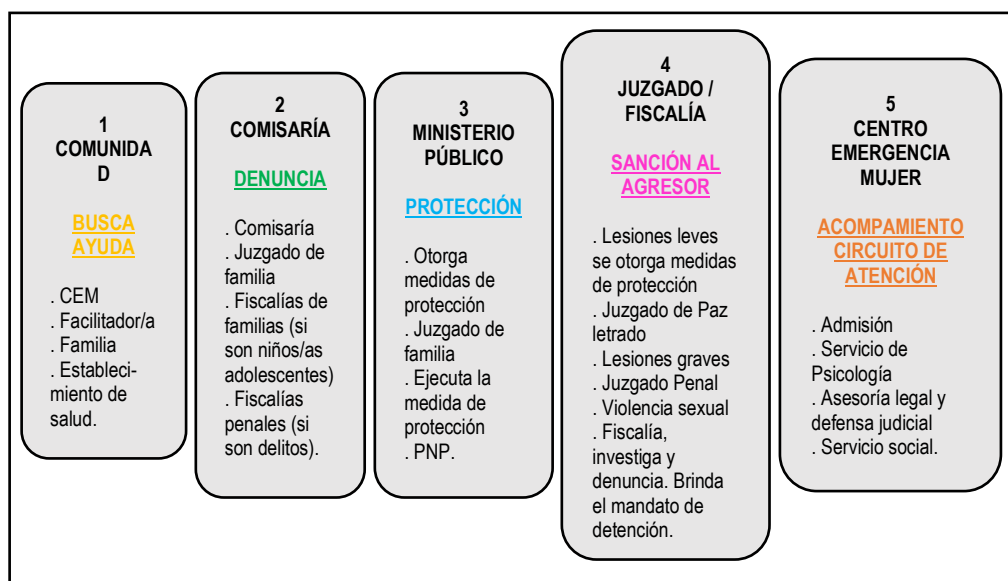 1
COMUNIDA
D
BUSCA
AYUDA
. CEM
. Facilitador/a
. Familia
. Estableci-
miento de
salud.
2
COMISARÍA
DENUNCIA
. Comisaría
. Juzgado de
familia
. Fiscalías de
familias (si
son niños/as
adolescentes)
. Fiscalías
penales (si
son delitos).
3
MINISTERIO
PÚBLICO
PROTECCIÓN
. Otorga
medidas de
protección
. Juzgado de
familia
. Ejecuta la
medida de
protección
. PNP.
4
JUZGADO /
FISCALÍA
SANCIÓN AL
AGRESOR
. Lesiones leves
se otorga medidas
de protección
. Juzgado de Paz
letrado
. Lesiones graves
. Juzgado Penal
. Violencia sexual
. Fiscalía,
investiga y
denuncia. Brinda
el mandato de
detención.
5
CENTRO
EMERGENCIA
MUJER
ACOMPAMIENTO
CIRCUITO DE
ATENCIÓN
. Admisión
. Servicio de
Psicología
. Asesoría legal y
defensa judicial
. Servicio social.